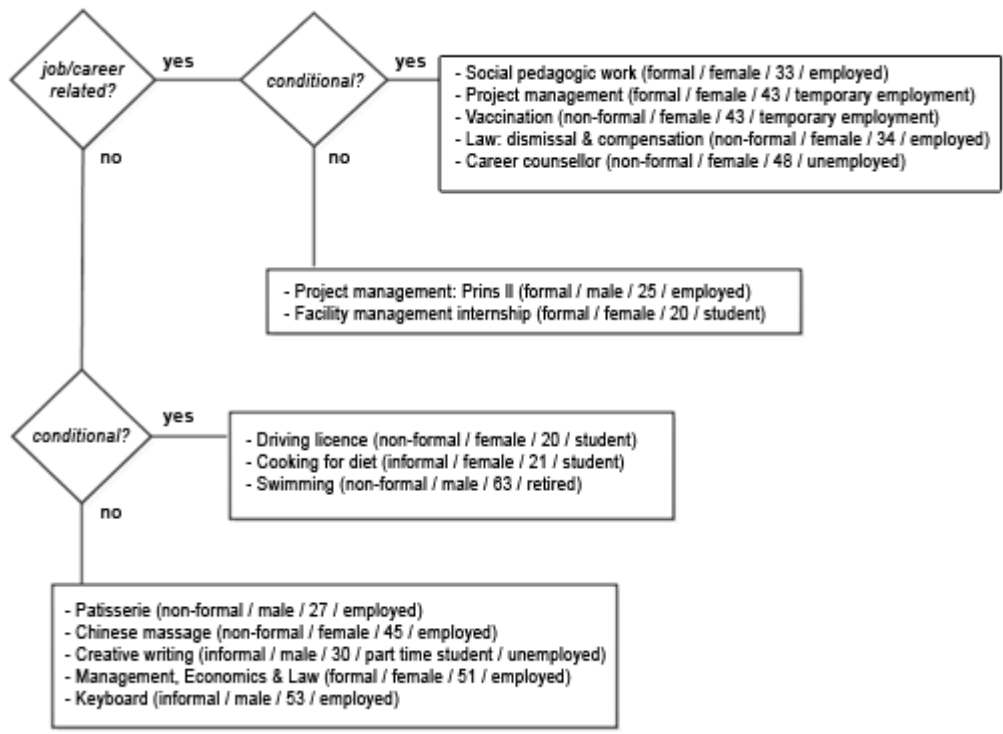 job/career
related?
yes
conditional?
yes
- Social pedagogic work (formal / female / 33 / employed)
- Project management (formal / female / 43 / temporary employment)
- Vaccination (non-formal / female / 43 / temporary employment)
- Law: dismissal & compensation (non-formal / female / 34 / employed)
- Career counsellor (non-formal / female / 48 / unemployed)
no
no
- Project management: Prins II (formal / male / 25 / employed)
- Facility management internship (formal / female / 20 / student)
conditional?
yes
- Driving licence (non-formal / female / 20 / student)
- Cooking for diet (informal / female / 21 / student)
- Swimming (non-formal / male / 63 / retired)
no
- Patisserie (non-formal / male / 27 / employed)
- Chinese massage (non-formal / female / 45 / employed)
- Creative writing (informal / male / 30 / part time student / unemployed)
- Management, Economics & Law (formal / female / 51 / employed)
- Keyboard (informal / male / 53 / employed)